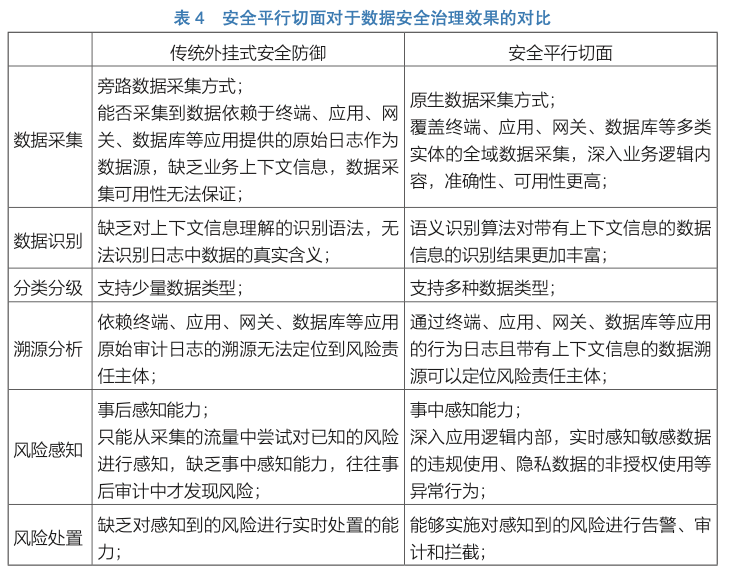 表 4 安全平行切面对于数据安全治理效果的对比
传统外挂式安全防御
安全平行切面
数据采集
旁路数据采集方式；
能否采集到数据依赖于终端、应用、网
关、数据库等应用提供的原始日志作为
数据源，缺乏业务上下文信息，数据采
集可用性无法保证；
原生数据采集方式；
覆盖终端、应用、网关、数据库等多类
实体的全域数据采集，深入业务逻辑内
容，准确性、可用性更高；
数据识别
缺乏对上下文信息理解的识别语法，无
法识别日志中数据的真实含义；
语义识别算法对带有上下文信息的数据
信息的识别结果更加丰富；
分类分级
支持少量数据类型；
支持多种数据类型；
溯源分析
依赖终端、应用、网关、数据库等应用
原始审计日志的溯源无法定位到风险责
任主体；
通过终端、应用、网关、数据库等应用
的行为日志且带有上下文信息的数据溯
源可以定位风险责任主体；
风险感知
事后感知能力；
只能从采集的流量中尝试对已知的风险
进行感知，缺乏事中感知能力，往往事
后审计中才发现风险；
事中感知能力；
深入应用逻辑内部，实时感知敏感数据
的违规使用、隐私数据的非授权使用等
异常行为；
风险处置
缺乏对感知到的风险进行实时处置的能
力；
能够实施对感知到的风险进行告警、审
计和拦截；